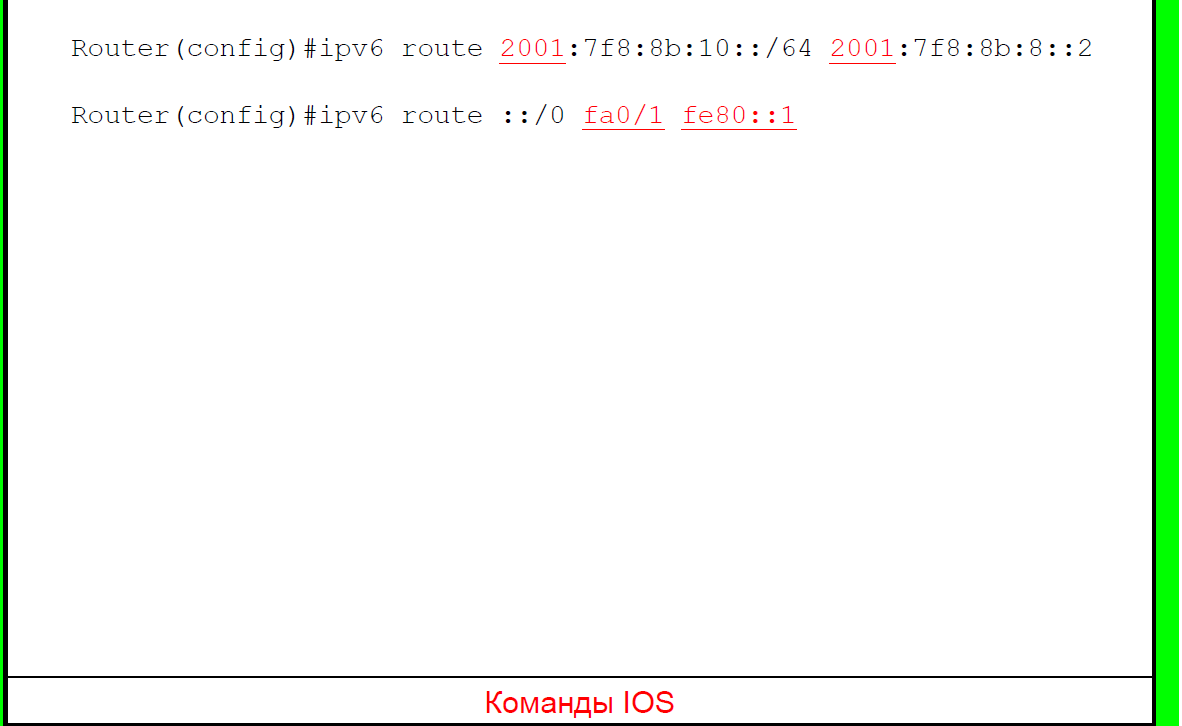 Router(config)#ipv6 route 2001:7f8:8b:10::/64 2001:7f8:8b:8::2
Router(config)#ipv6 route ::/0 fa0/1 fe80::1
Команды IOS